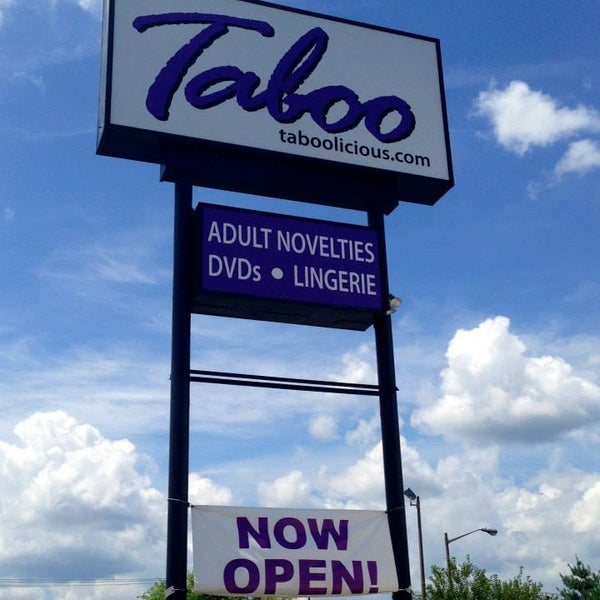 Taboo
taboolicious.com
ADULT NOVELTIES
DVDs • LINGERIE
NOW
OPEN!